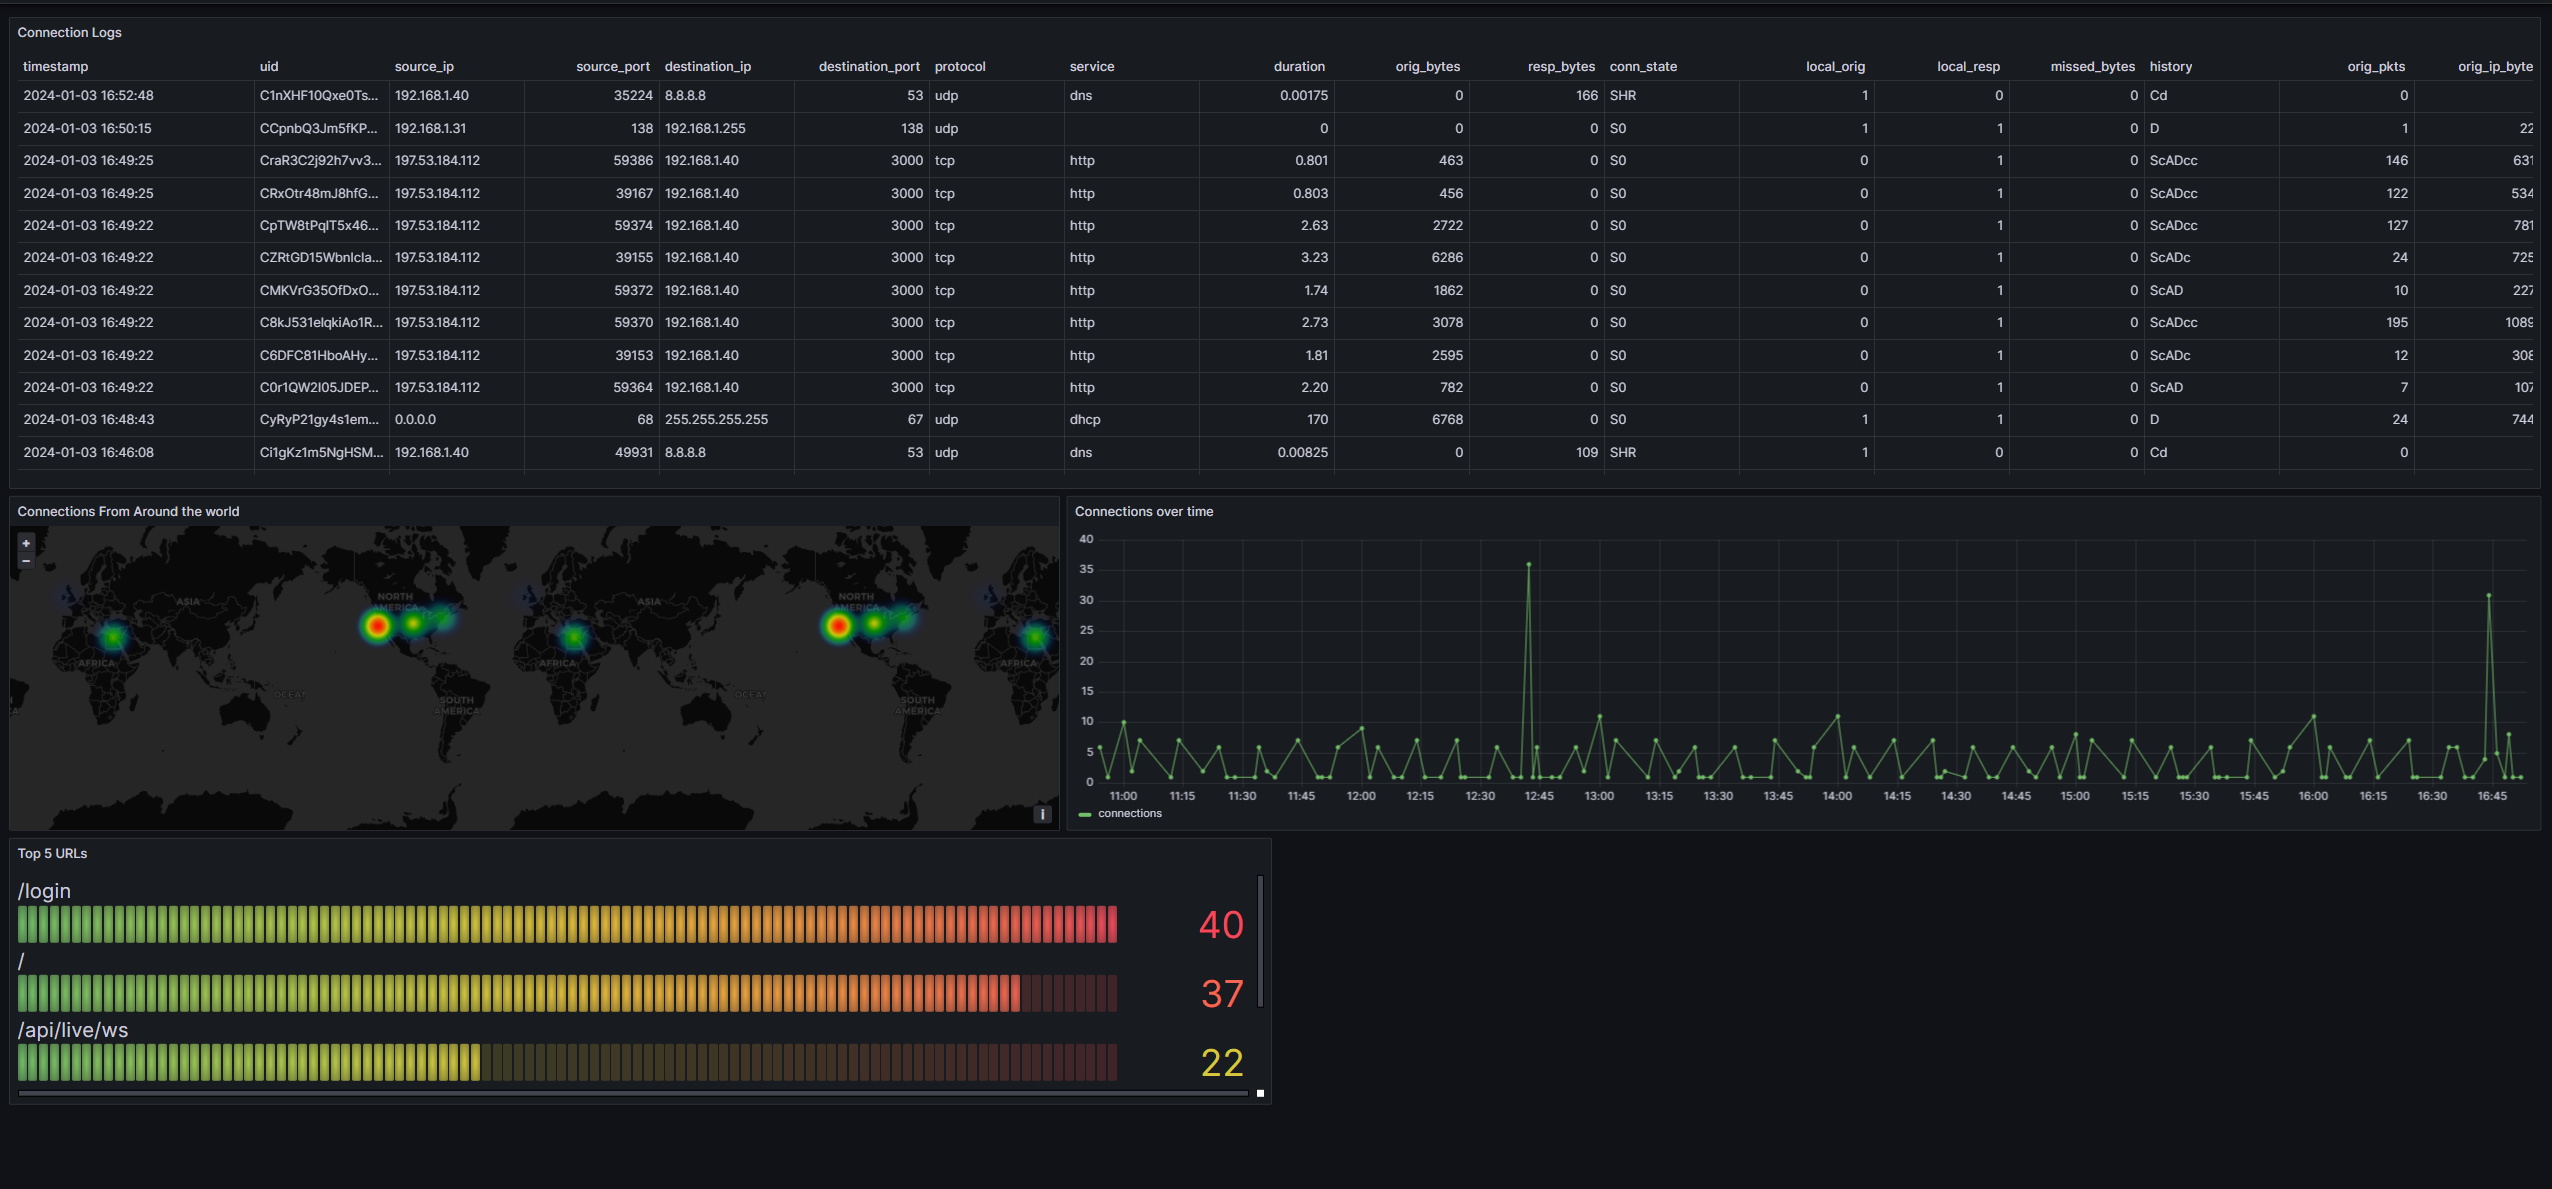 Connection Logs
timestamp uid source_ip source_port destination_ip destination_port protocol service duration orig_bytes resp_bytes conn_state local_orig local_resp missed_bytes history orig_pkts orig_ip_byte
2024-01-03 16:52:48 C1nXHF10Qxe0Ts... 192.168.1.40 35224 8.8.8.8 53 udp dns 0.00175 0 166 SHR 1 0 0 Cd 0
2024-01-03 16:50:15 CCpnbQ3Jm5fKP... 192.168.1.31 138 192.168.1.255 138 udp 0 0 0 S0 1 1 0 D 1 22
2024-01-03 16:49:25 CraR3C2j92h7vv3... 197.53.184.112 59386 192.168.1.40 3000 tcp http 0.801 463 0 S0 0 1 0 ScADcc 146 631
2024-01-03 16:49:25 CRxOtr48mJ8hfG... 197.53.184.112 39167 192.168.1.40 3000 tcp http 0.803 456 0 S0 0 1 0 ScADcc 122 534
2024-01-03 16:49:22 CpTW8tPqIT5x46... 197.53.184.112 59374 192.168.1.40 3000 tcp http 2.63 2722 0 S0 0 1 0 ScADcc 127 781
2024-01-03 16:49:22 CZRtGD15WbnIcIa... 197.53.184.112 39155 192.168.1.40 3000 tcp http 3.23 6286 0 S0 0 1 0 ScADc 24 725
2024-01-03 16:49:22 CMKVrG35OfDxO... 197.53.184.112 59372 192.168.1.40 3000 tcp http 1.74 1862 0 S0 0 1 0 ScAD 10 227
2024-01-03 16:49:22 C8kJ531elqkiAo1R... 197.53.184.112 59370 192.168.1.40 3000 tcp http 2.73 3078 0 S0 0 1 0 ScADcc 195 1089
2024-01-03 16:49:22 C6DFC81HboAHy... 197.53.184.112 39153 192.168.1.40 3000 tcp http 1.81 2595 0 S0 0 1 0 ScADc 12 308
2024-01-03 16:49:22 C0r1QW2I05JDEP... 197.53.184.112 59364 192.168.1.40 3000 tcp http 2.20 782 0 S0 0 1 0 ScAD 7 107
2024-01-03 16:48:43 CyRyP21gy4s1em... 0.0.0.0 68 255.255.255.255 67 udp dhcp 170 6768 0 S0 1 1 0 D 24 744
2024-01-03 16:46:08 Ci1gKz1m5NgHSM... 192.168.1.40 49931 8.8.8.8 53 udp dns 0.00825 0 109 SHR 1 0 0 Cd 0
Connections From Around the world
+
−
NORTH AMERICA NORTH AMERICA
ASIA ASIA
AFRICA AFRICA AFRICA
OCEAN OCEAN
SOUTH AMERICA SOUTH AMERICA
i
Connections over time
40
35
30
25
20
15
10
5
0
11:00 11:15 11:30 11:45 12:00 12:15 12:30 12:45 13:00 13:15 13:30 13:45 14:00 14:15 14:30 14:45 15:00 15:15 15:30 15:45 16:00 16:15 16:30 16:45
connections
Top 5 URLs
/login
40
/
37
/api/live/ws
22